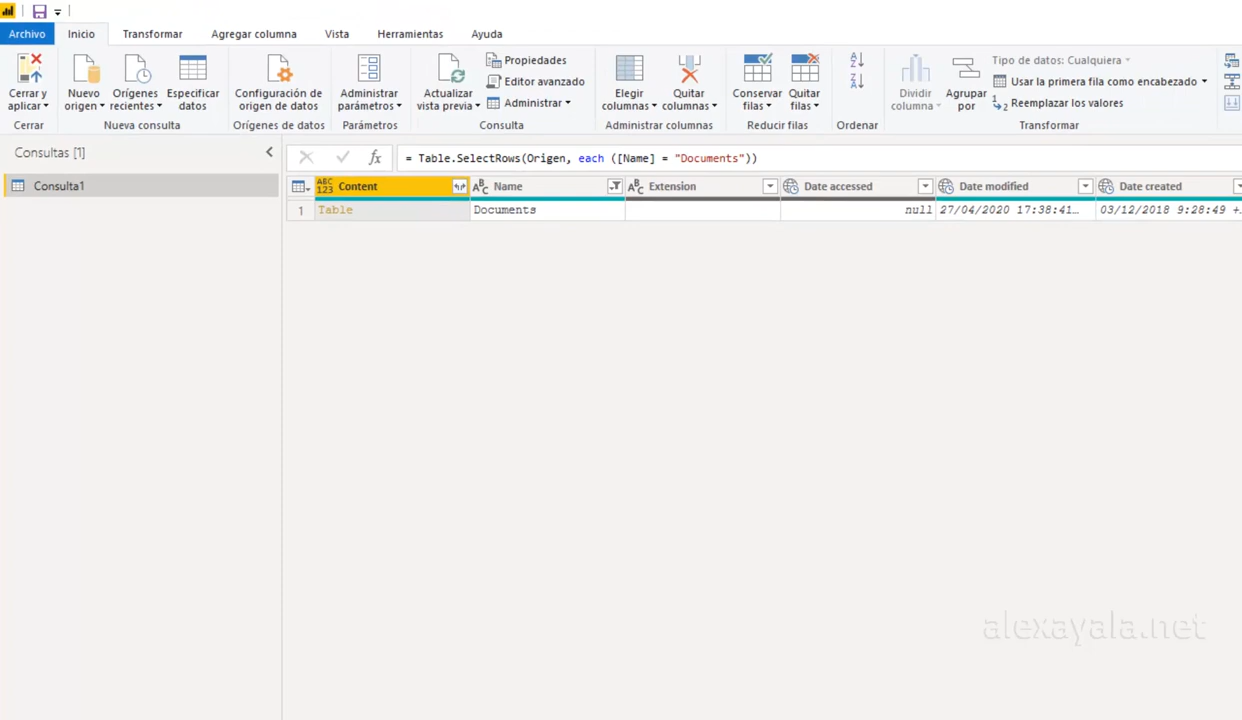 Archivo Inicio Transformar Agregar columna Vista Herramientas Ayuda
Cerrar y aplicar
Nuevo origen
Orígenes recientes
Especificar datos
Configuración de origen de datos
Administrar parámetros
Actualizar vista previa
Propiedades
Editor avanzado
Administrar
Elegir columnas
Quitar columnas
Conservar filas
Quitar filas
Dividir columna
Agrupar por
Tipo de datos: Cualquiera
Usar la primera fila como encabezado
Reemplazar los valores
Cerrar Nueva consulta Orígenes de datos Parámetros Consulta Administrar columnas Reducir filas Ordenar Transformar
Consultas [1]
fx = Table.SelectRows(Origen, each ([Name] = "Documents"))
Consulta1
ABC 123 Content ABC Name ABC Extension Date accessed Date modified Date created
1 Table Documents null 27/04/2020 17:38:41... 03/12/2018 9:28:49 +.
alexayala.net